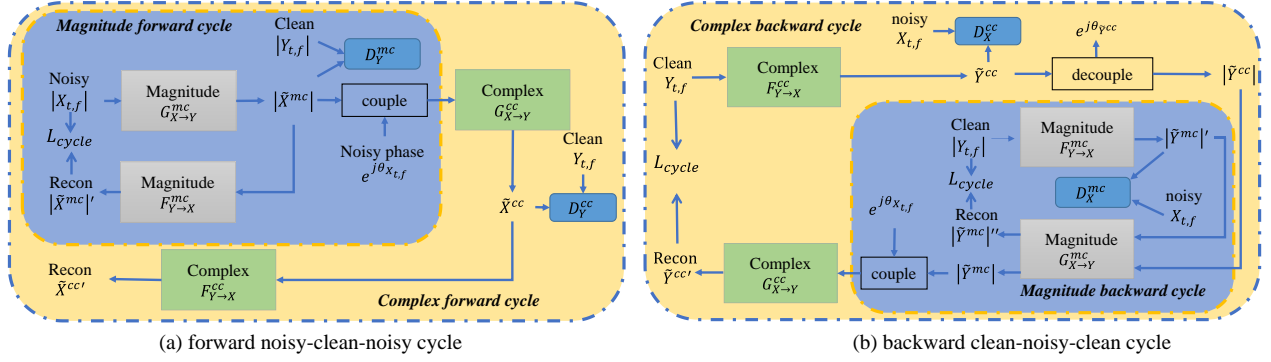 Magnitude forward cycle
Clean
|Y_{t,f}|
D_Y^{mc}
Noisy
|X_{t,f}|
Magnitude
G_{X→Y}^{mc}
|X̃^{mc}|
couple
Complex
G_{X→Y}^{cc}
L_{cycle}
Noisy phase
e^{jθ_{X_{t,f}}}
Clean
Y_{t,f}
Recon
|X̃^{mc}|'
Magnitude
F_{Y→X}^{mc}
X̃^{cc}
D_Y^{cc}
Recon
X̃^{cc'}
Complex
F_{Y→X}^{cc}
Complex forward cycle
(a) forward noisy-clean-noisy cycle
Complex backward cycle
noisy
X_{t,f}
D_X^{cc}
e^{jθ_{Ỹ^{cc}}}
Clean
Y_{t,f}
Complex
F_{Y→X}^{cc}
Ỹ^{cc}
decouple
|Ỹ^{cc}|
Clean
|Y_{t,f}|
Magnitude
F_{Y→X}^{mc}
|Ỹ^{mc}|'
L_{cycle}
L_{cycle}
D_X^{mc}
noisy
X_{t,f}
e^{jθ_{X_{t,f}}}
Recon
|Ỹ^{mc}|''
Magnitude
G_{X→Y}^{mc}
Recon
Ỹ^{cc'}
Complex
G_{X→Y}^{cc}
couple
|Ỹ^{mc}|
Magnitude backward cycle
(b) backward clean-noisy-clean cycle